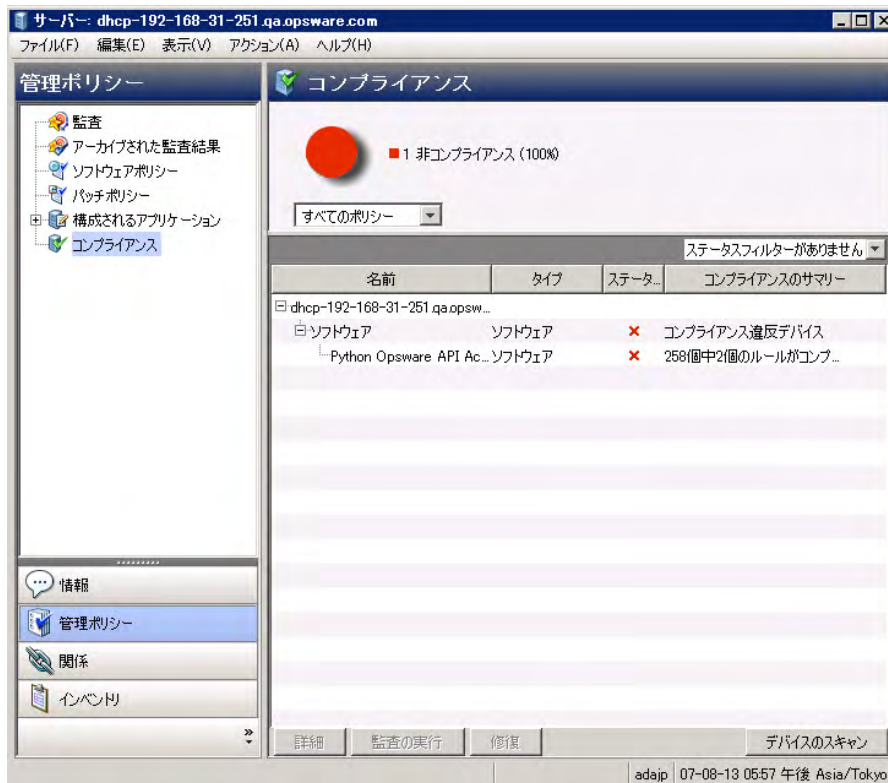 サーバー: dhcp-192-168-31-251.qa.opsware.com
ファイル(F) 編集(E) 表示(V) アクション(A) ヘルプ(H)
管理ポリシー
監査
アーカイブされた監査結果
ソフトウェアポリシー
パッチポリシー
構成されるアプリケーション
コンプライアンス
情報
管理ポリシー
関係
インベントリ
コンプライアンス
1 非コンプライアンス (100%)
すべてのポリシー
ステータスフィルターがありません
名前 タイプ ステータ... コンプライアンスのサマリー
dhcp-192-168-31-251.qa.opsw...
ソフトウェア ソフトウェア コンプライアンス違反デバイス
Python Opsware API Ac... ソフトウェア 258個中2個のルールがコンプ...
詳細 監査の実行 修復 デバイスのスキャン
adajp 07-08-13 05:57 午後 Asia/Tokyo